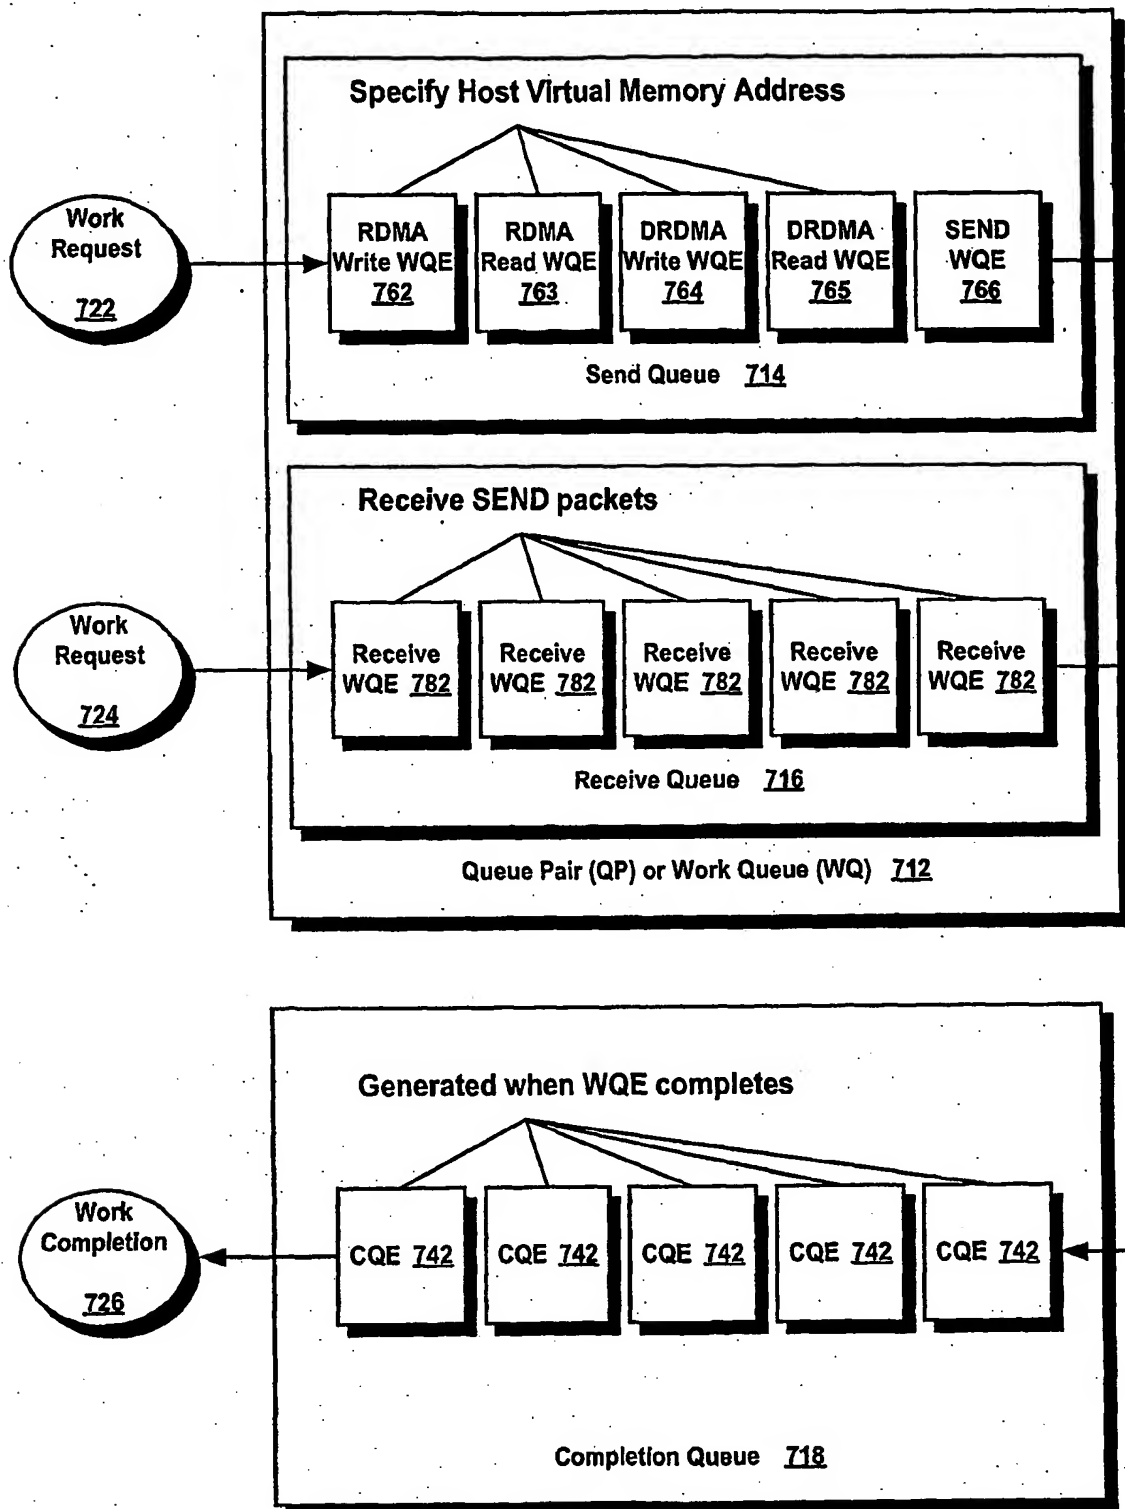 Specify Host Virtual Memory Address
Work
Request
722
RDMA
Write WQE
762
RDMA
Read WQE
763
DRDMA
Write WQE
764
DRDMA
Read WQE
765
SEND
WQE
766
Send Queue 714
Receive SEND packets
Work
Request
724
Receive
WQE 782
Receive
WQE 782
Receive
WQE 782
Receive
WQE 782
Receive
WQE 782
Receive Queue 716
Queue Pair (QP) or Work Queue (WQ) 712
Generated when WQE completes
Work
Completion
726
CQE 742
CQE 742
CQE 742
CQE 742
CQE 742
Completion Queue 718